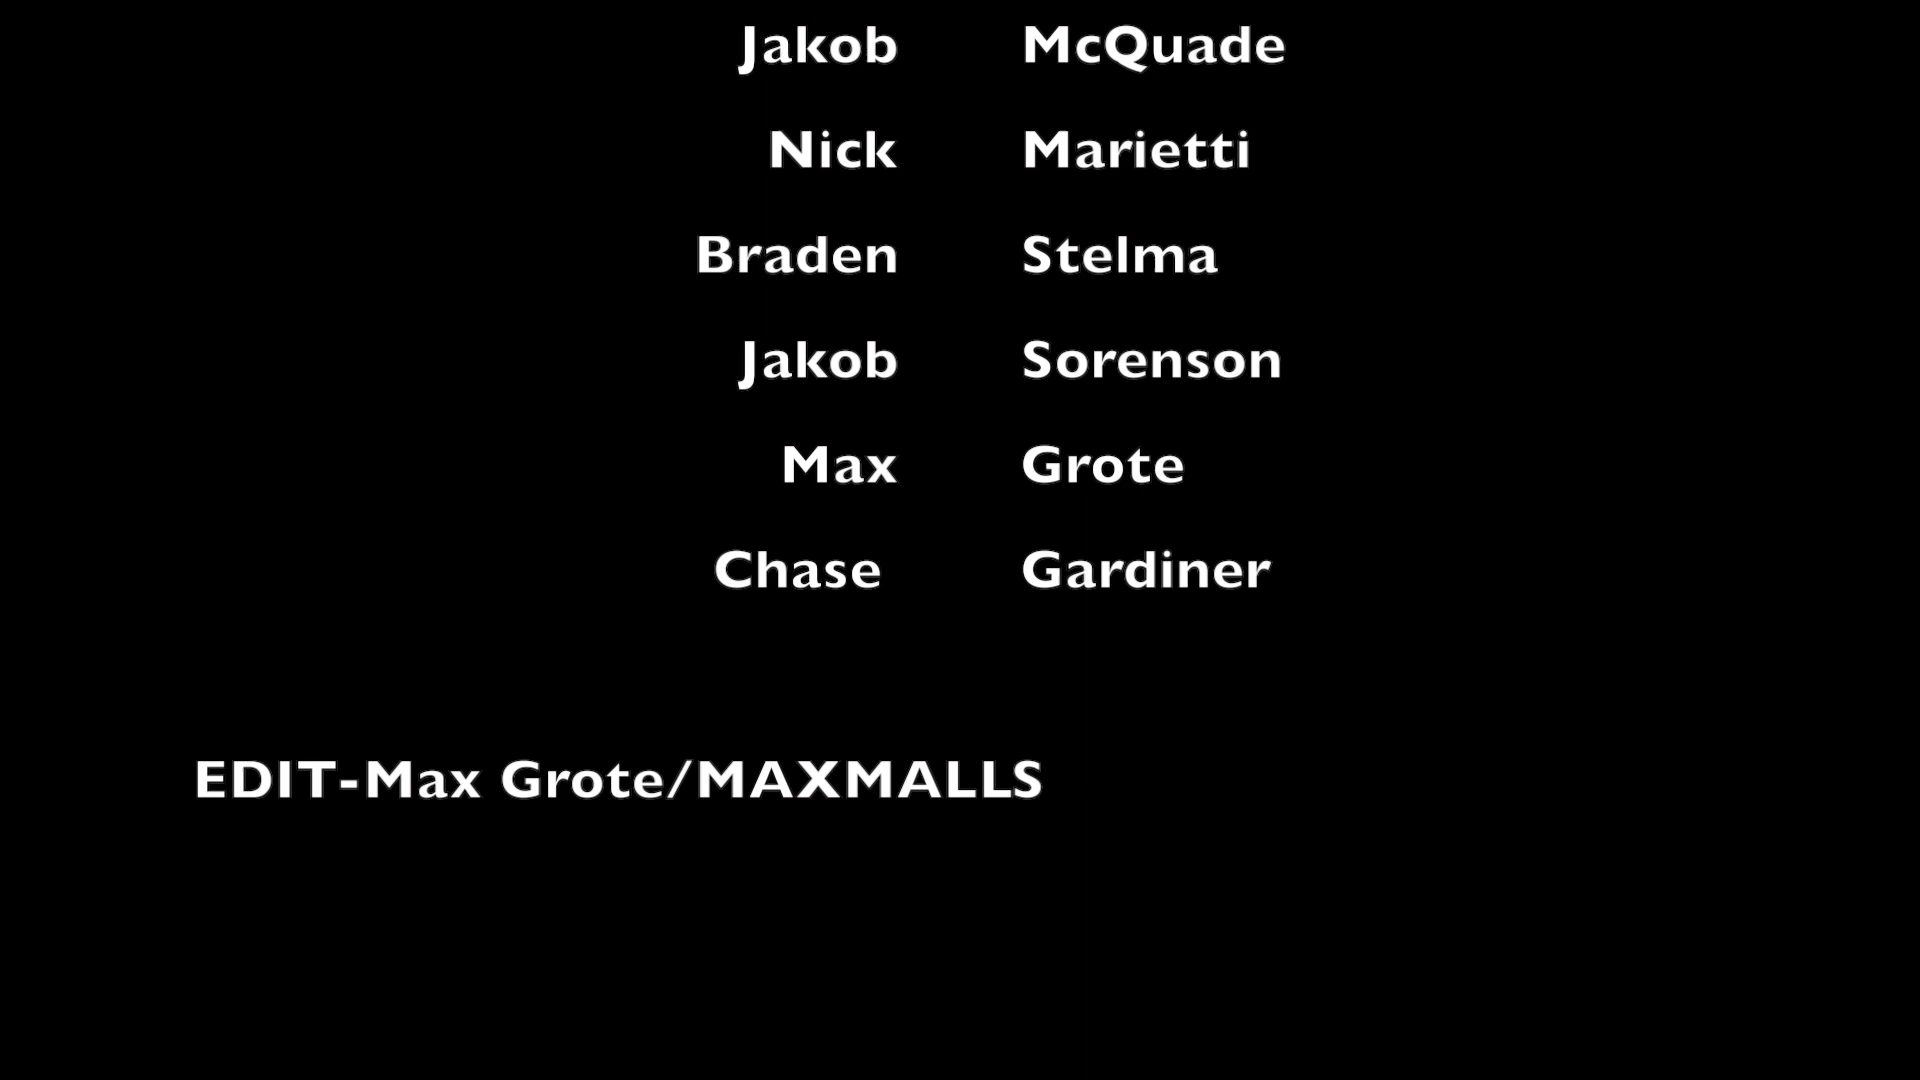 Jakob McQuade
Nick Marietti
Braden Stelma
Jakob Sorenson
Max Grote
Chase Gardiner
EDIT-Max Grote/MAXMALLS